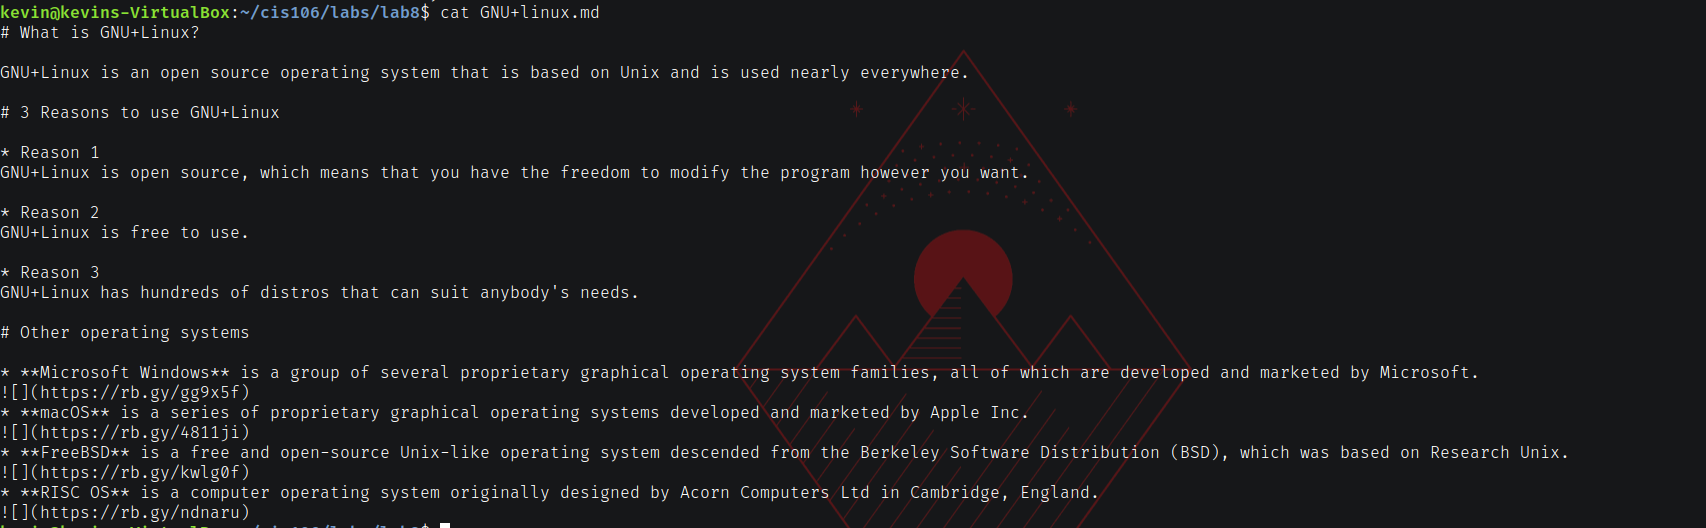 kevin@kevins-VirtualBox:~/cis106/labs/lab8$ cat GNU+linux.md
# What is GNU+Linux?
GNU+Linux is an open source operating system that is based on Unix and is used nearly everywhere.
# 3 Reasons to use GNU+Linux
* Reason 1
GNU+Linux is open source, which means that you have the freedom to modify the program however you want.
* Reason 2
GNU+Linux is free to use.
* Reason 3
GNU+Linux has hundreds of distros that can suit anybody's needs.
# Other operating systems
* **Microsoft Windows** is a group of several proprietary graphical operating system families, all of which are developed and marketed by Microsoft.
![](https://rb.gy/gg9x5f)
* **macOS** is a series of proprietary graphical operating systems developed and marketed by Apple Inc.
![](https://rb.gy/4811ji)
* **FreeBSD** is a free and open-source Unix-like operating system descended from the Berkeley Software Distribution (BSD), which was based on Research Unix.
![](https://rb.gy/kwlg0f)
* **RISC OS** is a computer operating system originally designed by Acorn Computers Ltd in Cambridge, England.
![](https://rb.gy/ndnaru)
kevin@kevins-VirtualBox:~/cis106/labs/lab8$